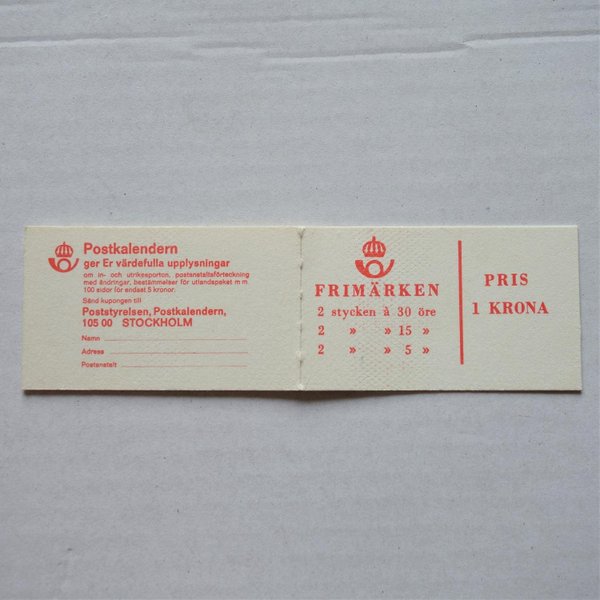 Postkalendern
ger Er värdefulla upplysningar
om in- och utrikesporton, postanstaltsförteckning
med ändringar, bestämmelser för utlandspaket m m.
100 sidor för endast 5 kronor.
Sänd kupongen till
Poststyrelsen, Postkalendern,
105 00 STOCKHOLM
Namn
Adress
Postanstalt
FRIMÄRKEN
2 stycken à 30 öre
2 » » 15 »
2 » » 5 »
PRIS
1 KRONA